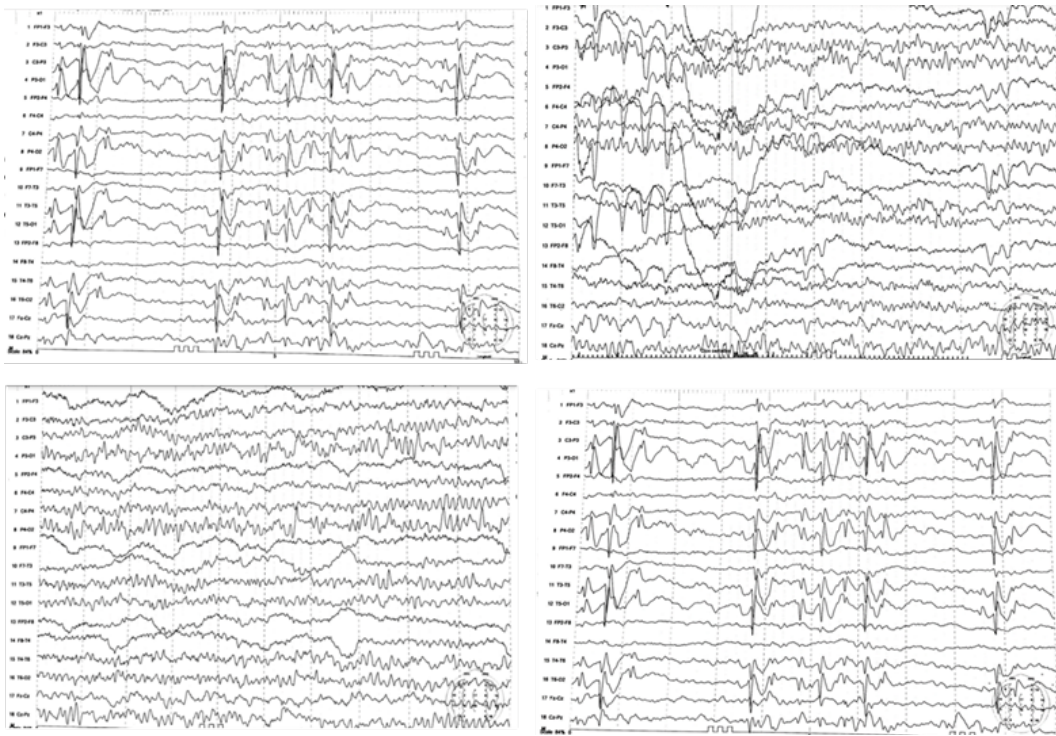 1 FP1-F3
2 F3-C3
3 C3-P3
4 P3-O1
5 FP2-F4
6 F4-C4
7 C4-P4
8 P4-O2
9 FP1-F7
10 F7-T3
11 T3-T5
12 T5-O1
13 FP2-F8
14 F8-T4
15 T4-T6
16 T6-O2
17 Fz-Cz
18 Cz-Pz
2 F3-C3
3 C3-P3
4 P3-O1
5 FP2-F4
6 F4-C4
7 C4-P4
8 P4-O2
9 FP1-F7
10 F7-T3
11 T3-T5
12 T5-O1
13 FP2-F8
14 F8-T4
15 T4-T6
16 T6-O2
17 Fz-Cz
18 Cz-Pz
1 FP1-F3
2 F3-C3
3 C3-P3
4 P3-O1
5 FP2-F4
6 F4-C4
7 C4-P4
8 P4-O2
9 FP1-F7
10 F7-T3
11 T3-T5
12 T5-O1
13 FP2-F8
14 F8-T4
15 T4-T6
16 T6-O2
17 Fz-Cz
18 Cz-Pz
1 FP1-F3
2 F3-C3
3 C3-P3
4 P3-O1
5 FP2-F4
6 F4-C4
7 C4-P4
8 P4-O2
9 FP1-F7
10 F7-T3
11 T3-T5
12 T5-O1
13 FP2-F8
14 F8-T4
15 T4-T6
16 T6-O2
17 Fz-Cz
18 Cz-Pz